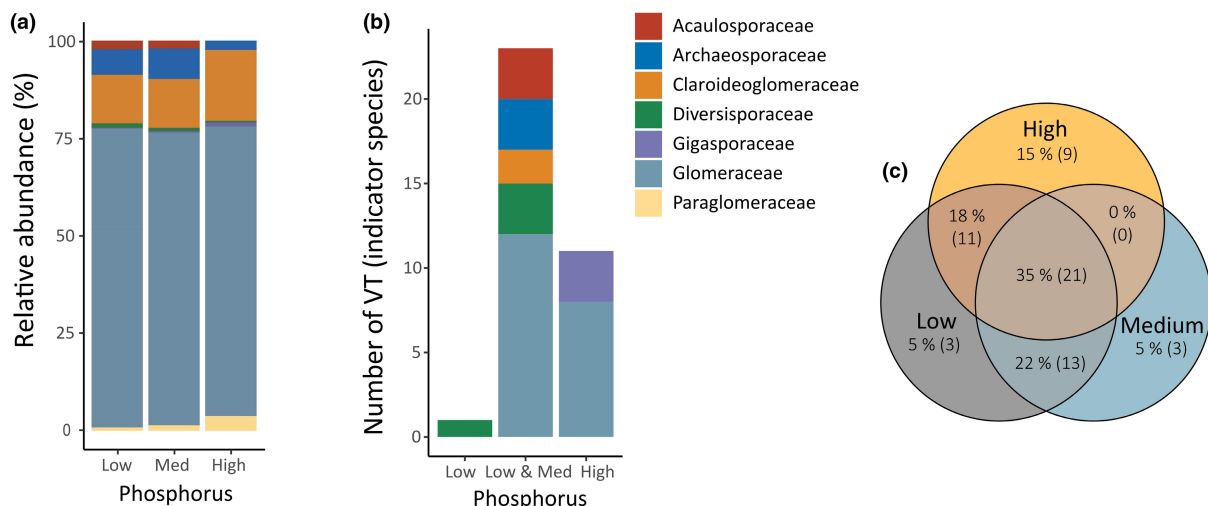 (a)
Relative abundance (%)
100
75
50
25
0
Low Med High
Phosphorus
(b)
Number of VT (indicator species)
20
15
10
5
0
Low Low & Med High
Phosphorus
Acaulosporaceae
Archaeosporaceae
Claroideoglomeraceae
Diversisporaceae
Gigasporaceae
Glomeraceae
Paraglomeraceae
(c)
High
15 % (9)
18 %
(11)
0 %
(0)
35 % (21)
Low
5 % (3)
Medium
5 % (3)
22 % (13)